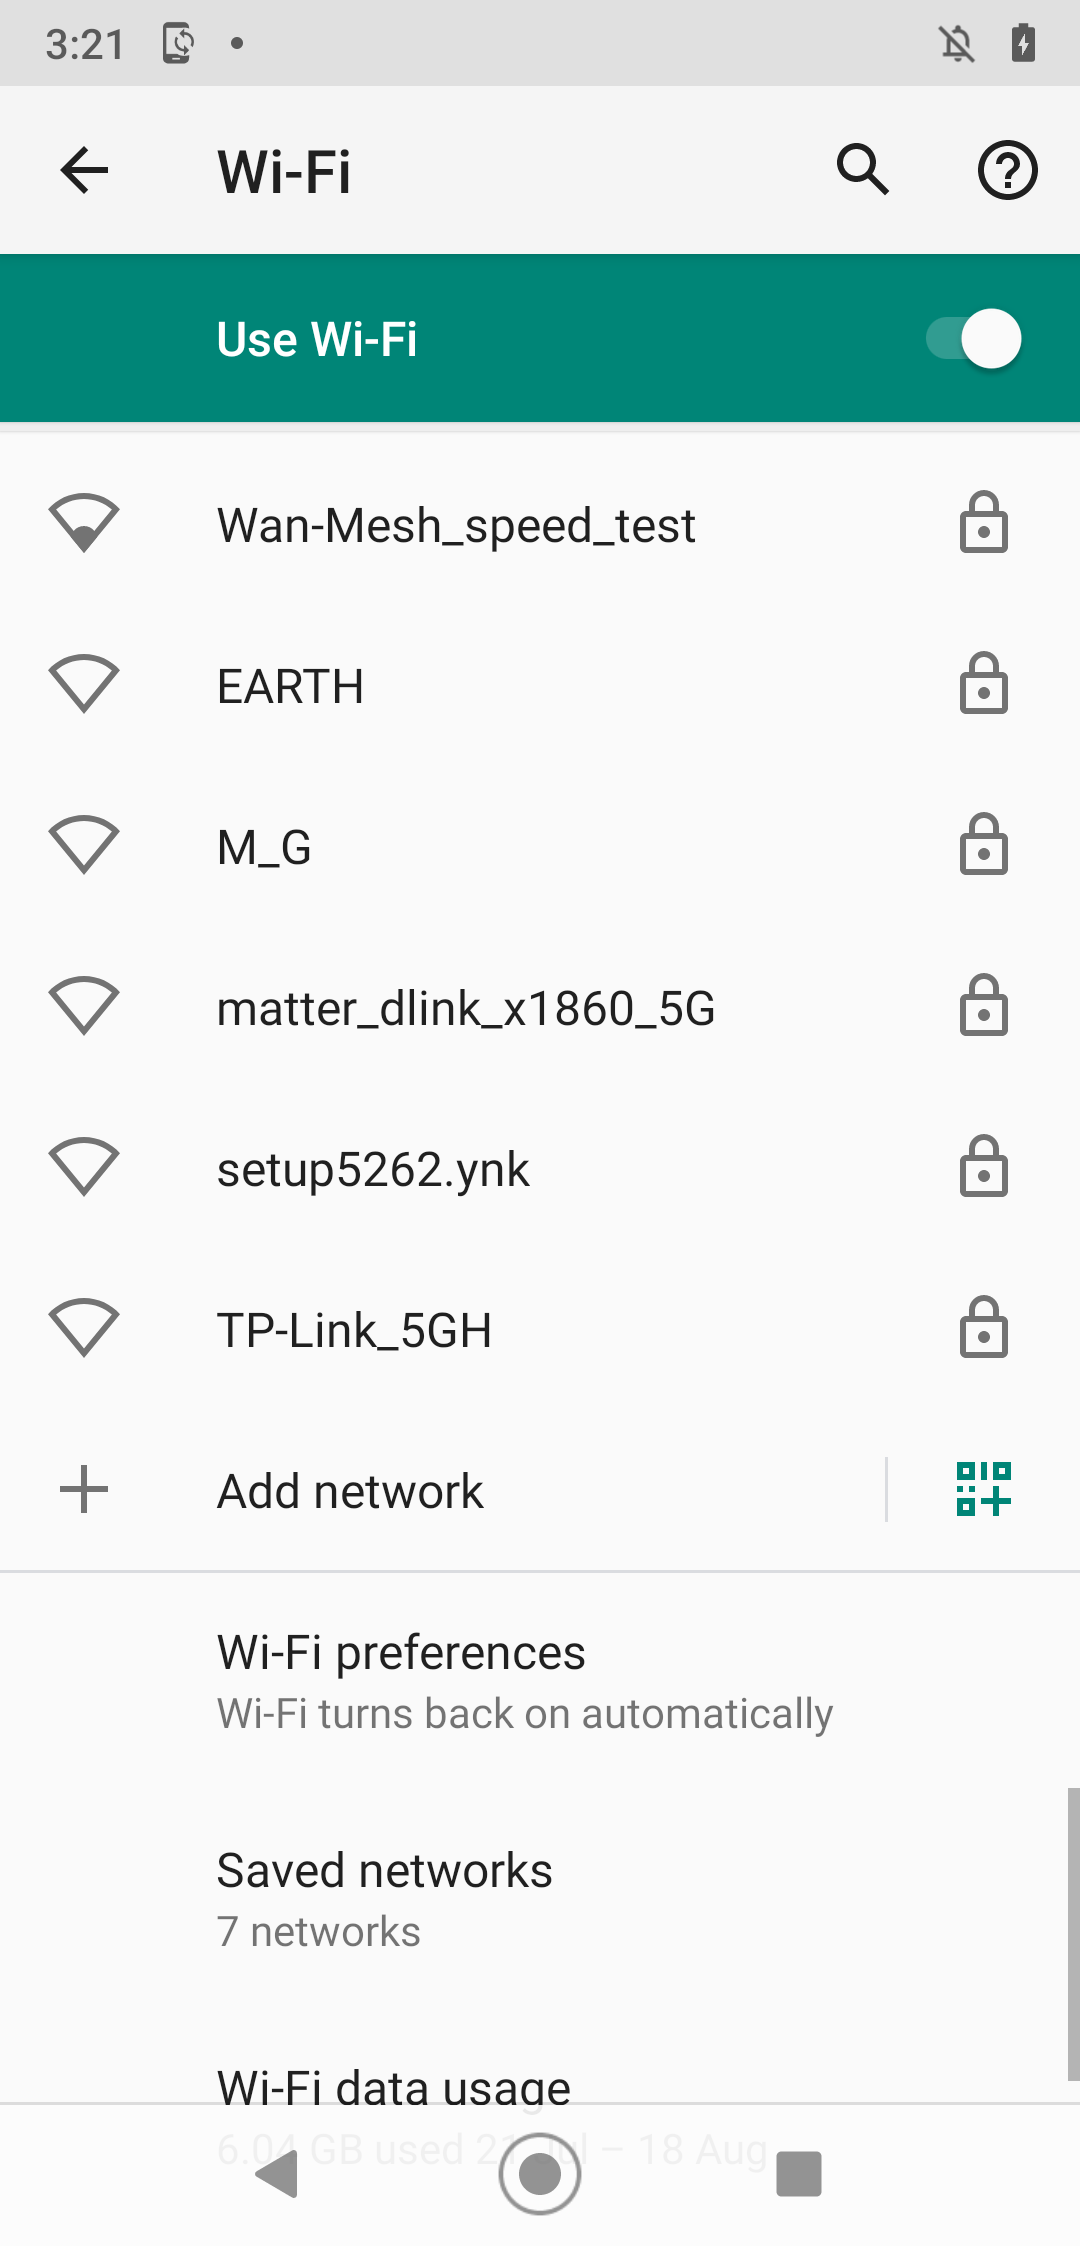 3:21
Wi-Fi
Use Wi-Fi
Wan-Mesh_speed_test
EARTH
M_G
matter_dlink_x1860_5G
setup5262.ynk
TP-Link_5GH
Add network
Wi-Fi preferences
Wi-Fi turns back on automatically
Saved networks
7 networks
Wi-Fi data usage
6.04 GB used 21 Jul – 18 Aug